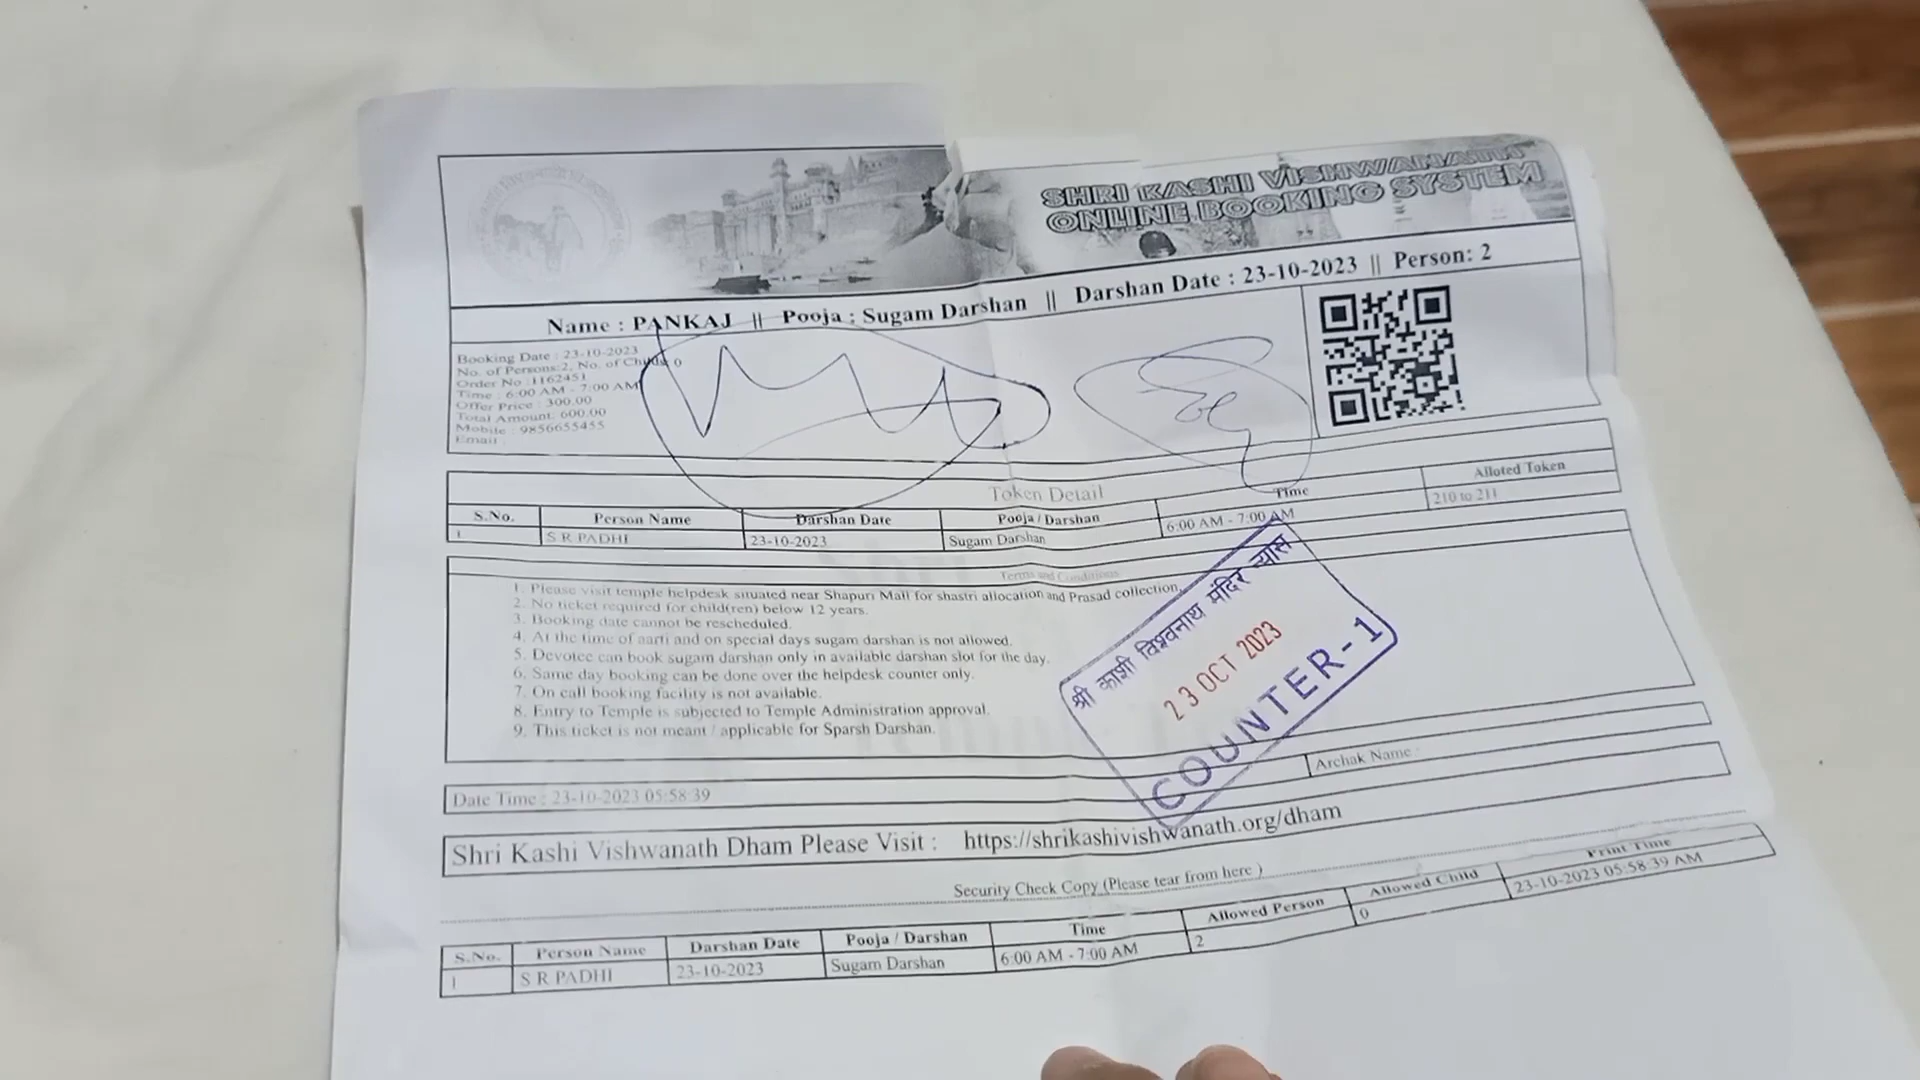 SHRI KASHI VISHWANATH
ONLINE BOOKING SYSTEM
Name : PANKAJ || Pooja : Sugam Darshan || Darshan Date : 23-10-2023 || Person: 2
Booking Date : 23-10-2023
No. of Persons:2, No. of Childs: 0
Order No :1162451
Time : 6:00 AM - 7:00 AM
Offer Price : 300.00
Total Amount: 600.00
Mobile : 9856655455
Email :
Token Detail
S.No. Person Name Darshan Date Pooja / Darshan Time Alloted Token
1 S R PADHI 23-10-2023 Sugam Darshan 6:00 AM - 7:00 AM 210 to 211
Terms and Conditions
1. Please visit temple helpdesk situated near Shapuri Mall for shastri allocation and Prasad collection.
2. No ticket required for child(ren) below 12 years.
3. Booking date cannot be rescheduled.
4. At the time of aarti and on special days sugam darshan is not allowed.
5. Devotee can book sugam darshan only in available darshan slot for the day.
6. Same day booking can be done over the helpdesk counter only.
7. On call booking facility is not available.
8. Entry to Temple is subjected to Temple Administration approval.
9. This ticket is not meant / applicable for Sparsh Darshan.
श्री काशी विश्वनाथ मंदिर न्यास
23 OCT 2023
COUNTER-1
Archak Name :
Date Time : 23-10-2023 05:58:39
Shri Kashi Vishwanath Dham Please Visit : https://shrikashivishwanath.org/dham
Security Check Copy (Please tear from here )
S.No. Person Name Darshan Date Pooja / Darshan Time Allowed Person Allowed Child Print Time
1 S R PADHI 23-10-2023 Sugam Darshan 6:00 AM - 7:00 AM 2 0 23-10-2023 05:58:39 AM